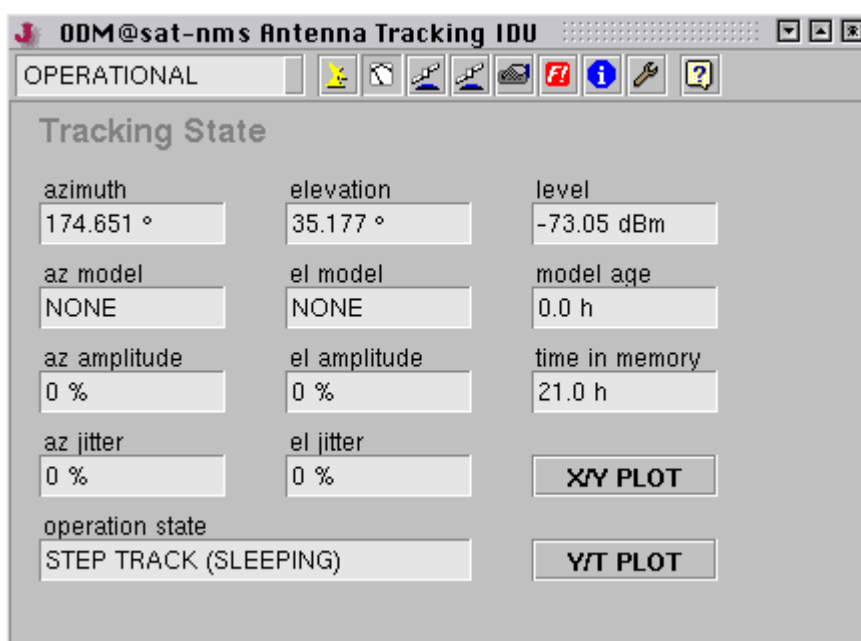 ODM@sat-nms Antenna Tracking IDU
OPERATIONAL
Tracking State
azimuth elevation level
174.651 ° 35.177 ° -73.05 dBm
az model el model model age
NONE NONE 0.0 h
az amplitude el amplitude time in memory
0 % 0 % 21.0 h
az jitter el jitter
0 % 0 % X/Y PLOT
operation state
STEP TRACK (SLEEPING) Y/T PLOT